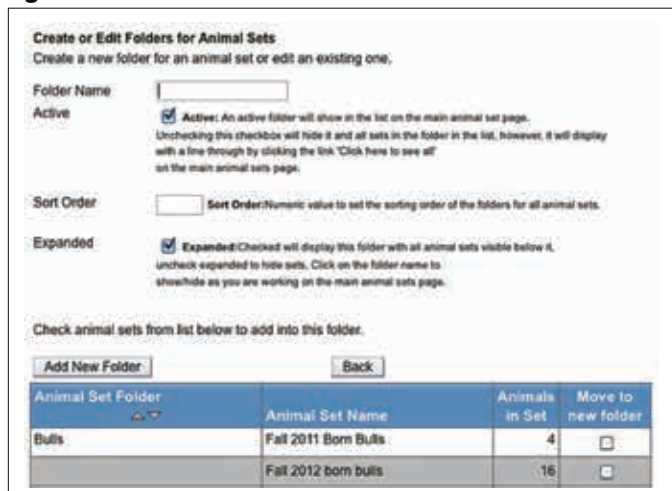 Create or Edit Folders for Animal Sets
Create a new folder for an animal set or edit an existing one.
Folder Name
Active
Active: An active folder will show in the list on the main animal set page.
Unchecking this checkbox will hide it and all sets in the folder in the list, however, it will display
with a line through by clicking the link 'Click here to see all'
on the main animal sets page.
Sort Order
Sort Order:Numeric value to set the sorting order of the folders for all animal sets.
Expanded
Expanded:Checked will display this folder with all animal sets visible below it,
uncheck expanded to hide sets. Click on the folder name to
show/hide as you are working on the main animal sets page.
Check animal sets from list below to add into this folder.
Add New Folder Back
Animal Set Folder Animal Set Name Animals in Set Move to new folder
Bulls Fall 2011 Born Bulls 4
Fall 2012 born bulls 16